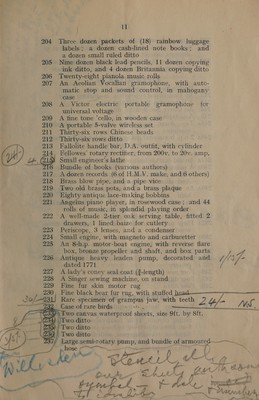 11
204 Three dozen packets of (18) rainbow luggage
labels; a dozen cash-lined note books; and
a dozen small ruled ditto
205 Nine dozen black lead pencils, 11 dozen copying
ink ditto, and 4 dozen Britannia copying ditto
206 Twenty-eight pianola music rolls
207 An Aeolian Vocalian gramophone, with auto-
matic stop and sound control, in mahogany
case
208 A Victor electric portable gramophone for
universal voltage
209 A fine tone 'cello, in wooden case
210 A portable 5-valve wireless set
211 Thirty-six rows Chinese beads
212 Thirty-six rows ditto
213 Fallolite handle bar, D.A. outfit, with cylinder
214 Fellowes' rotary rectifier, from 200v. to 20v. amp.
215 Small engineer's lathe
216 Bundle of books (various authors)
217 A dozen records (6 of H.M.V. make, and 6 others)
218 Brass blow pipe, and a pipe vice
219 Two old brass pots, and a brass plaque
220 Eighty antique lace-making bobbins
221 Angelus piano player, in rosewood case; and 44
rolls of music, in splendid playing order
222 A well-made 2-tier oak serving table, fitted 2
drawers, 1 lined baize for cutlery
223 Periscope, 3 lenses, and a condenser
224 Small engine, with magneto and carburetter
225 An 8-h.p. motor-boat engine, with reverse flare
box, bronze propeller and shaft, and box parts
226 Antique heavy leaden pump, decorated and
dated 1771
227 A lady's coney seal coat (¾-length)
228 A Singer sewing machine, on stand
229 Fine fur skin motor rug
230 Fine black bear fur rug, with stuffed head
231 Rare specimen of grampus jaw, with teeth 24/-
Case of rare birds
Two canvas waterproof sheets, size 6ft. by 8ft.
Two ditto
Two ditto
Two ditto
237 Large semi-rotary pump, and bundle of armoured
hose